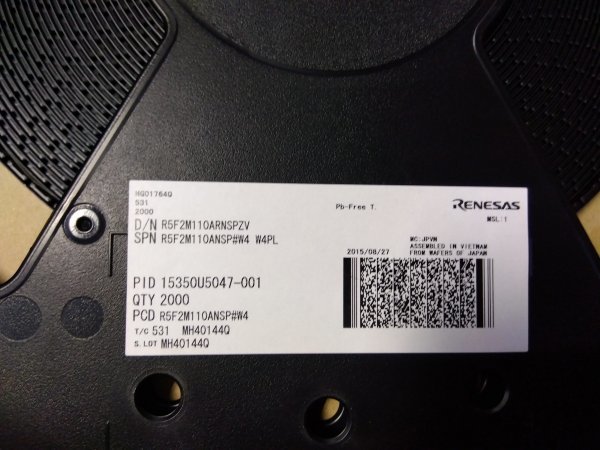 HG01764Q
531
2000
Pb-Free T.
RENESAS
MSL:1
D/N R5F2M110ARNSPZV
SPN R5F2M110ANSP#W4 W4PL
MC:JPVN
2015/08/27
ASSEMBLED IN VIETNAM
FROM WAFERS OF JAPAN
PID 15350U5047-001
QTY 2000
PCD R5F2M110ANSP#W4
T/C 531 MH40144Q
S.LOT MH40144Q